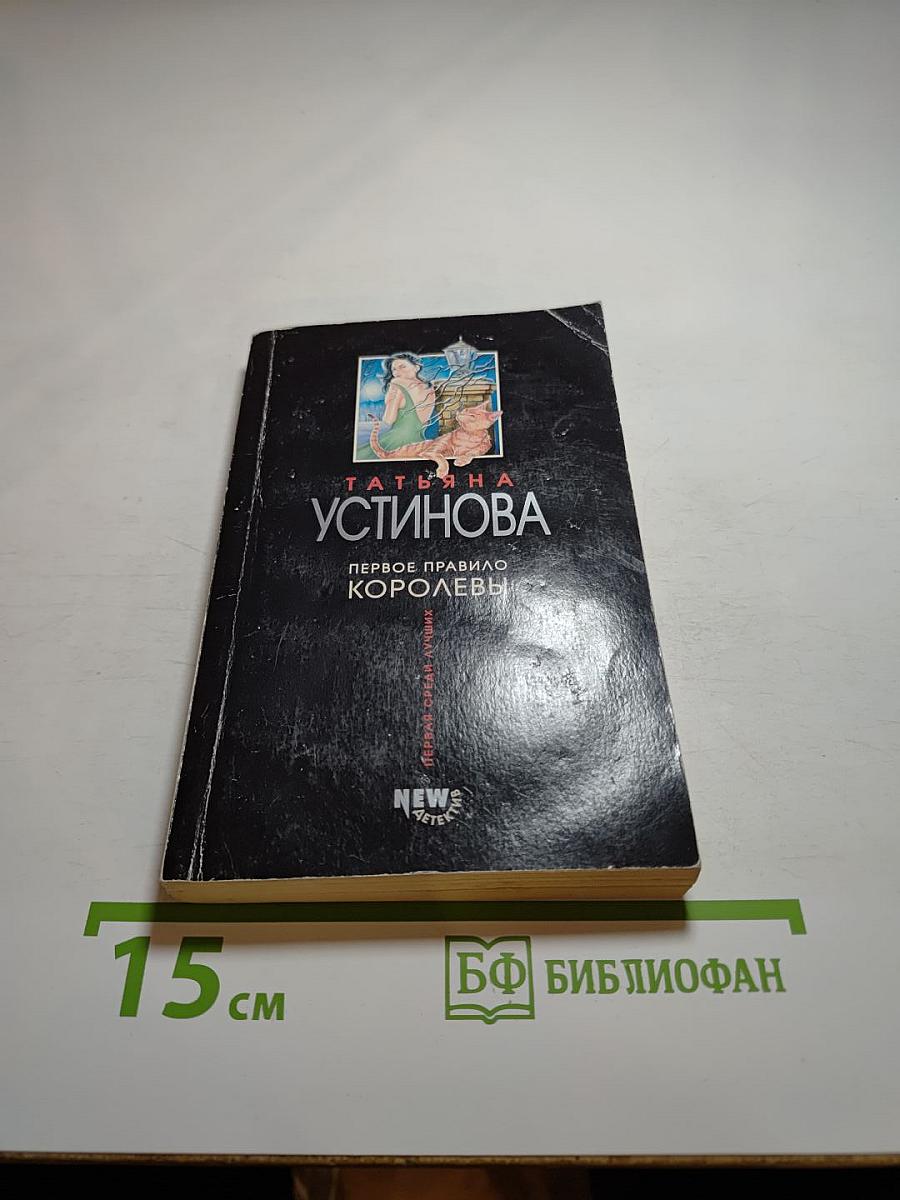 ТАТЬЯНА
УСТИНОВА
ПЕРВОЕ ПРАВИЛО
КОРОЛЕВЫ
ПЕРВАЯ СРЕДИ ЛУЧШИХ
NEW
ДЕТЕКТИВ
15 см
БФ БИБЛИОФАН